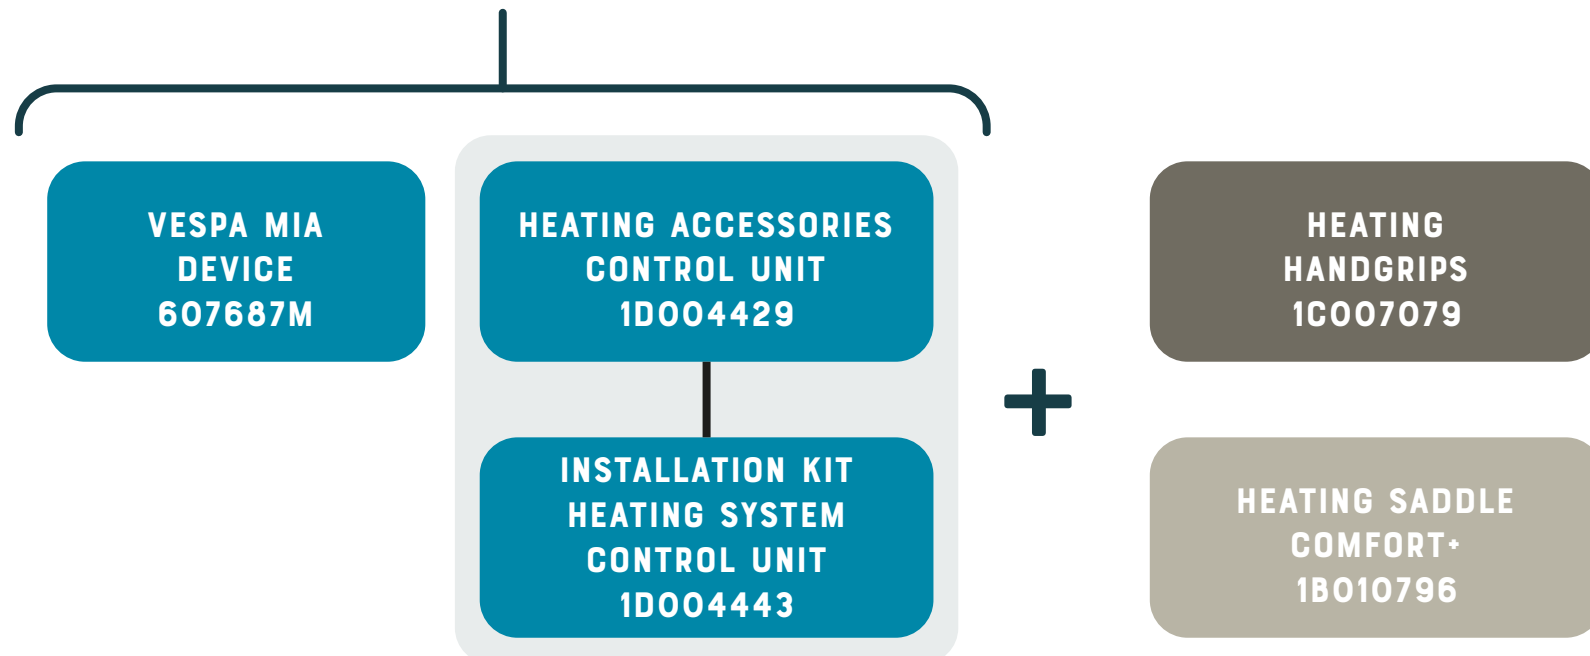 VESPA MIA
DEVICE
607687M
HEATING ACCESSORIES
CONTROL UNIT
1D004429
INSTALLATION KIT
HEATING SYSTEM
CONTROL UNIT
1D004443
+
HEATING
HANDGRIPS
1C007079
HEATING SADDLE
COMFORT+
1B010796